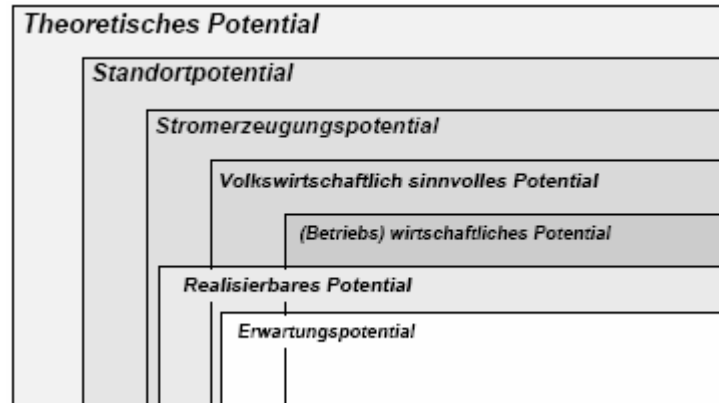 Theoretisches Potential
Standortpotential
Stromerzeugungspotential
Volkswirtschaftlich sinnvolles Potential
(Betriebs) wirtschaftliches Potential
Realisierbares Potential
Erwartungspotential